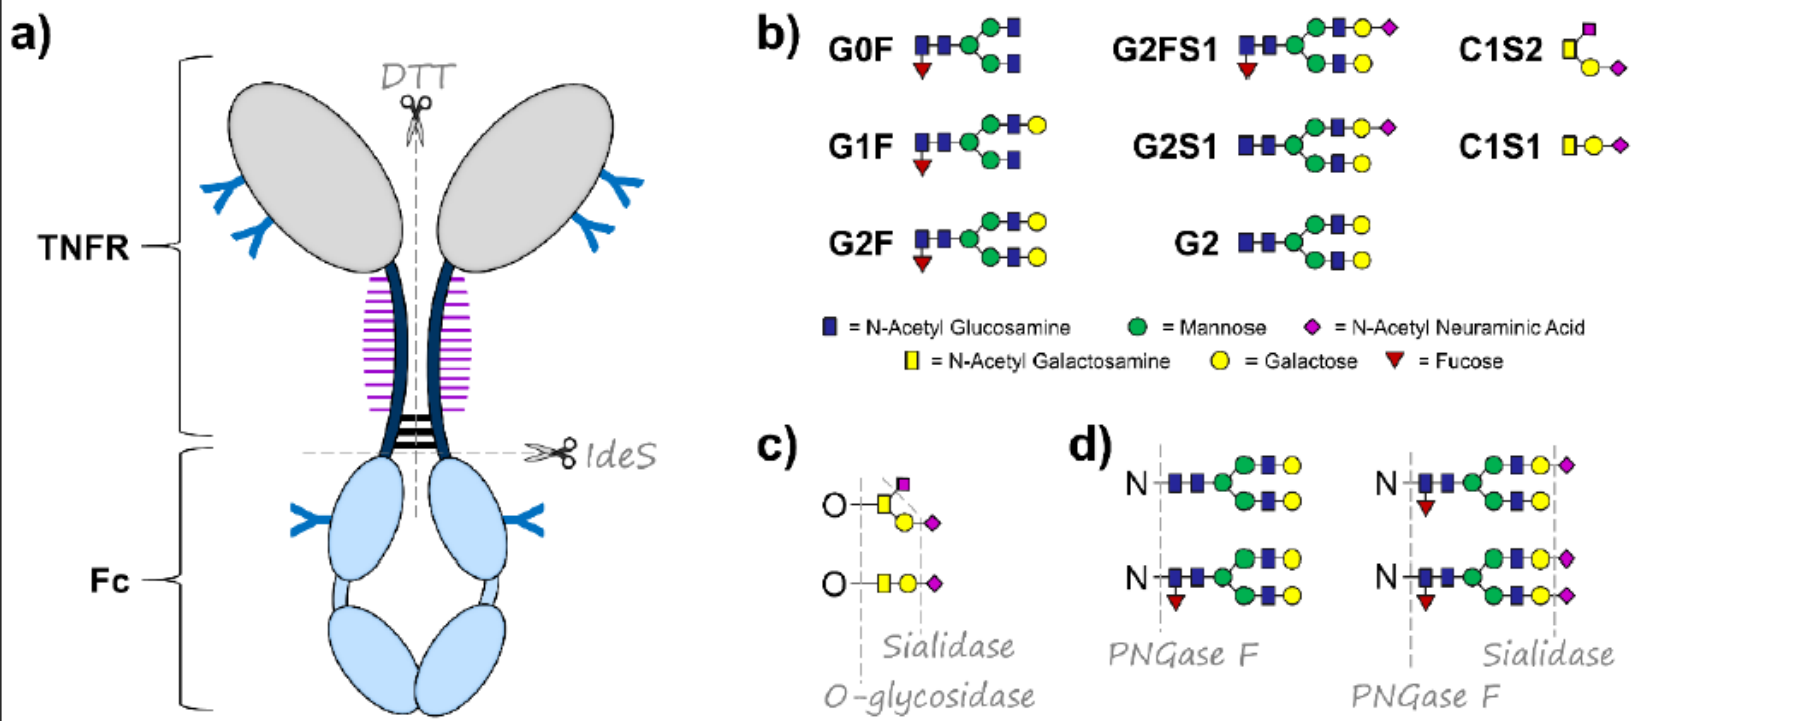 a)
DTT
TNFR
IdeS
Fc
b)
G0F
G2FS1
C1S2
G1F
G2S1
C1S1
G2F
G2
= N-Acetyl Glucosamine
= Mannose
= N-Acetyl Neuraminic Acid
= N-Acetyl Galactosamine
= Galactose
= Fucose
c)
O
O
Sialidase
O-glycosidase
d)
N
N
N
N
PNGase F
Sialidase
PNGase F